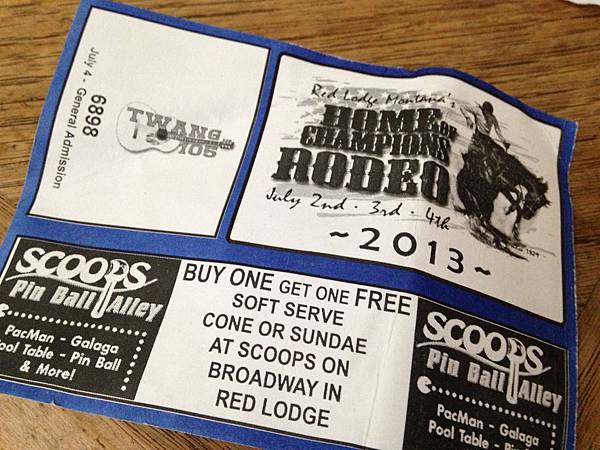 July 4 - General Admission
6898
TWANG
105
Red Lodge Montana's
HOME OF
CHAMPIONS
RODEO
July 2nd - 3rd - 4th
~ 2013 ~
SCOOPS
Pin Ball Alley
PacMan - Galaga
Pool Table - Pin Ball
& More!
BUY ONE GET ONE FREE
SOFT SERVE
CONE OR SUNDAE
AT SCOOPS ON
BROADWAY IN
RED LODGE
SCOOPS
Pin Ball Alley
PacMan - Galaga
Pool Table - Pin Ball